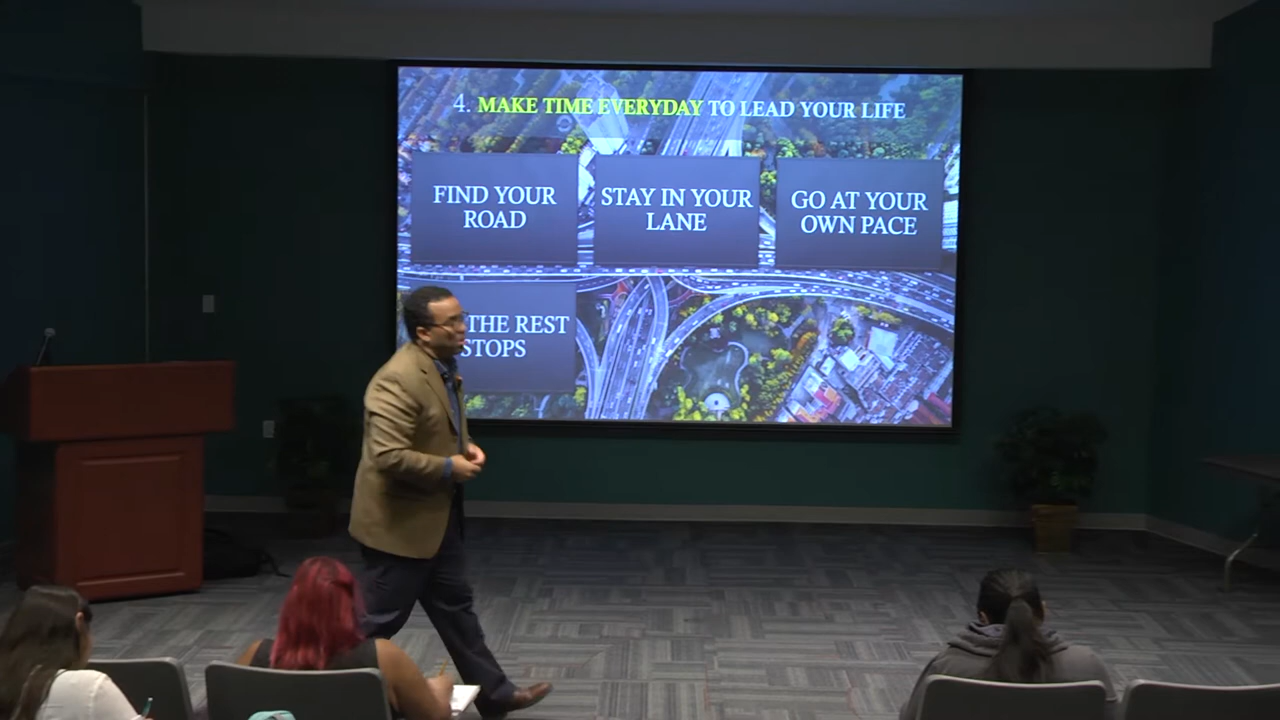 4. MAKE TIME EVERYDAY TO LEAD YOUR LIFE
FIND YOUR
ROAD
STAY IN YOUR
LANE
GO AT YOUR
OWN PACE
THE REST
STOPS